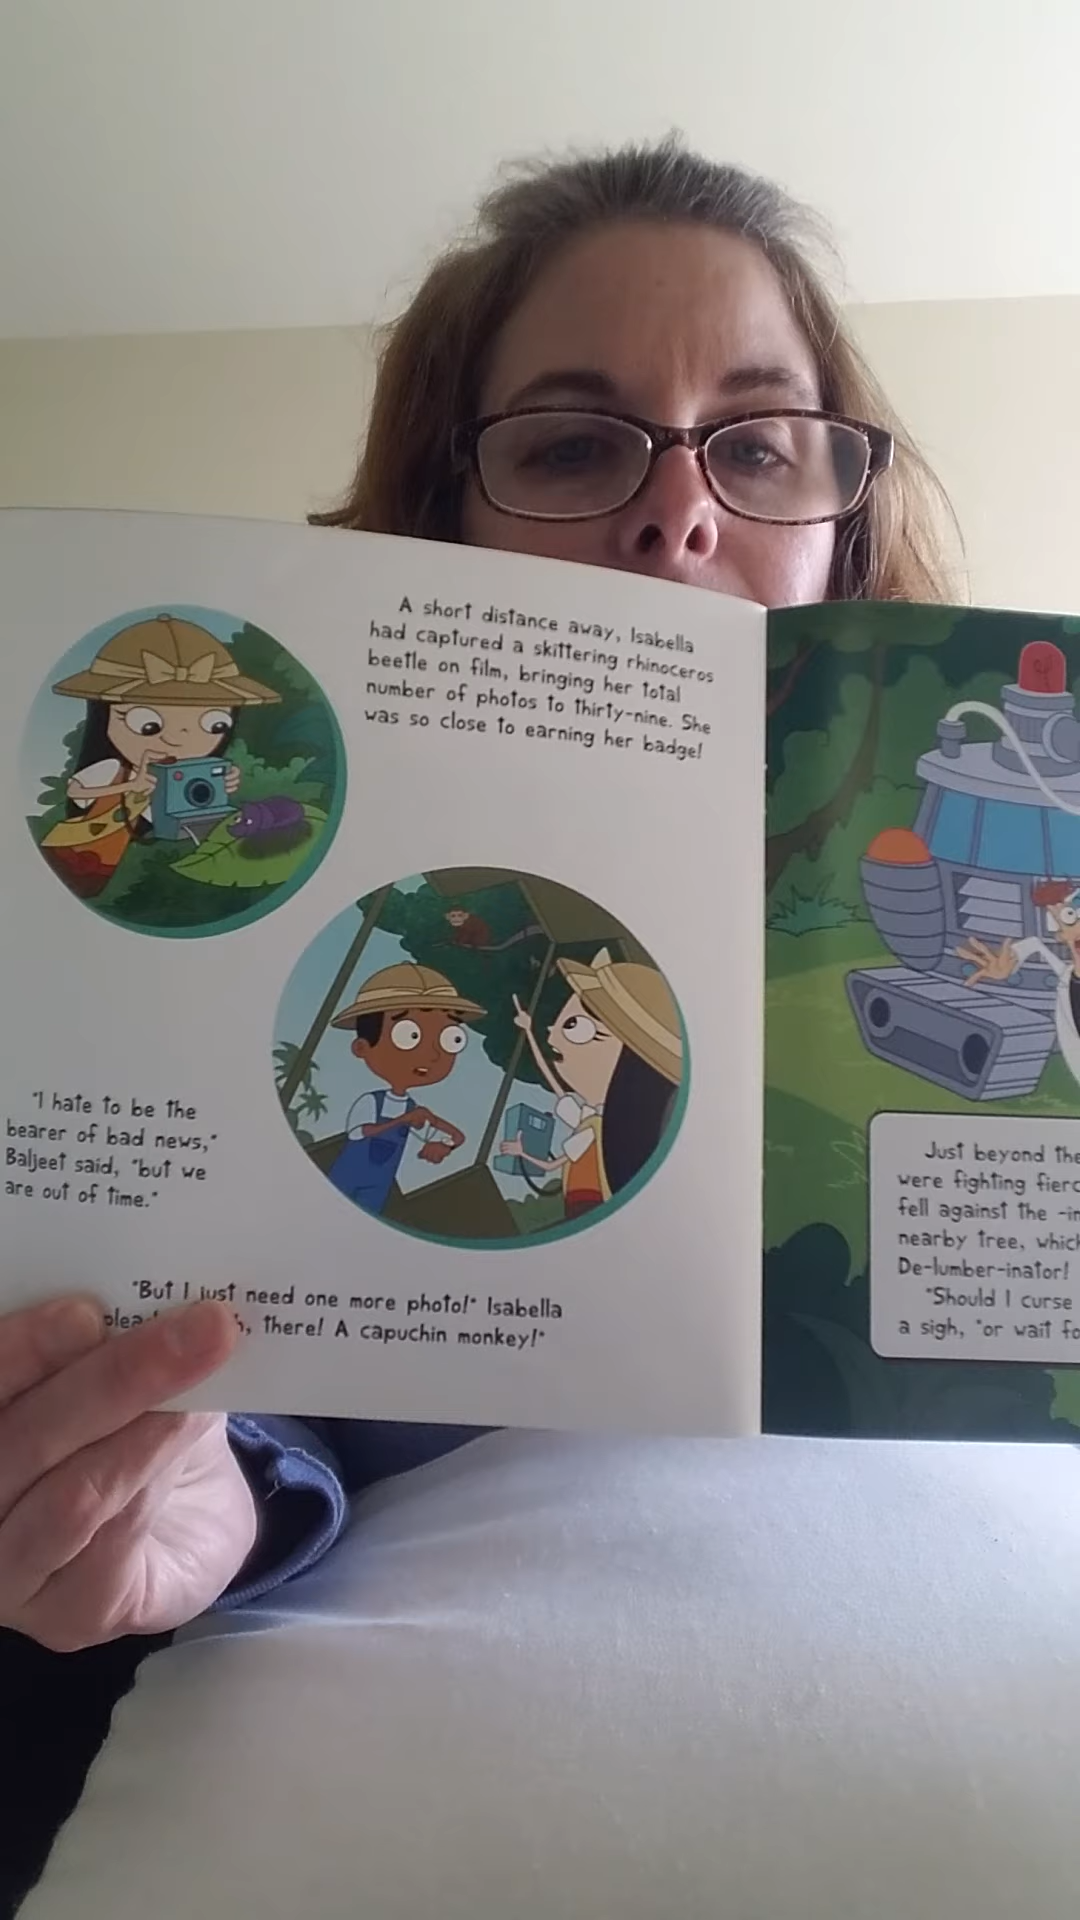 A short distance away, Isabella
had captured a skittering rhinoceros
beetle on film, bringing her total
number of photos to thirty-nine. She
was so close to earning her badge!
"I hate to be the
bearer of bad news,"
Baljeet said, "but we
are out of time."
"But I just need one more photo!" Isabella
there! A capuchin monkey!"
Just beyond the
were fighting
fell against the -in
nearby tree,
De-lumber-inator!
"Should I curse
a sigh, "or wait